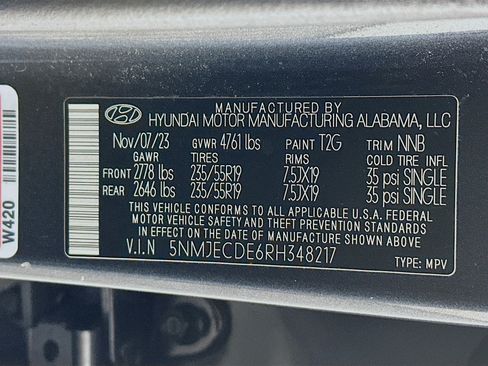 MANUFACTURED BY
HYUNDAI MOTOR MANUFACTURING ALABAMA, LLC
Nov/07/23 GVWR 4761 lbs PAINT T2G TRIM NNB
GAWR TIRES RIMS COLD TIRE INFL
FRONT 2778 lbs 235/55R19 7.5JX19 35 psi SINGLE
REAR 2646 lbs 235/55R19 7.5JX19 35 psi SINGLE
THIS VEHICLE CONFORMS TO ALL APPLICABLE U.S.A. FEDERAL
MOTOR VEHICLE SAFETY AND THEFT PREVENTION STANDARDS
IN EFFECT ON THE DATE OF MANUFACTURE SHOWN ABOVE
V.I.N 5NMJECDE6RH348217
TYPE: MPV
W420